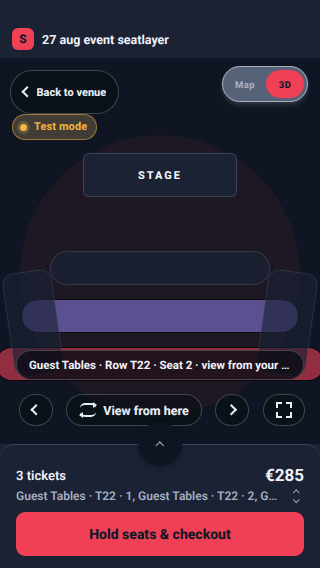 S 27 aug event seatlayer
Back to venue
Map 3D
Test mode
STAGE
Guest Tables · Row T22 · Seat 2 · view from your ...
View from here
3 tickets €285
Guest Tables · T22 · 1, Guest Tables · T22 · 2, G...
Hold seats & checkout